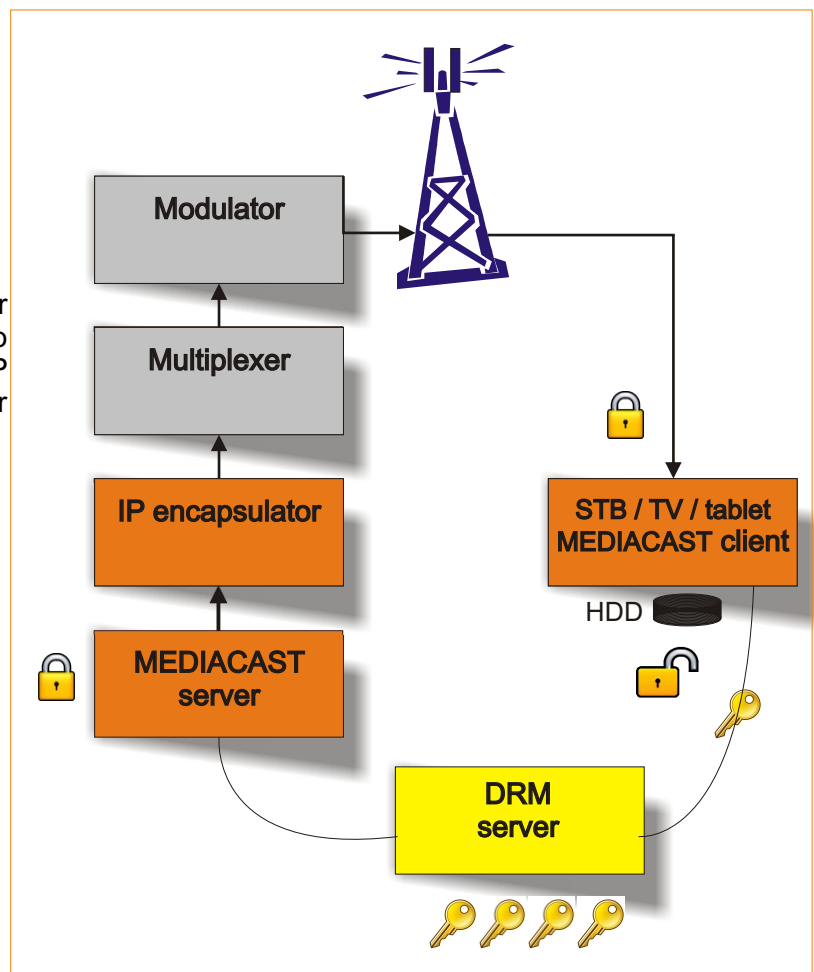 Modulator
r
o
P
r
Multiplexer
IP encapsulator
STB / TV / tablet
MEDIACAST client
HDD
MEDIACAST
server
DRM
server